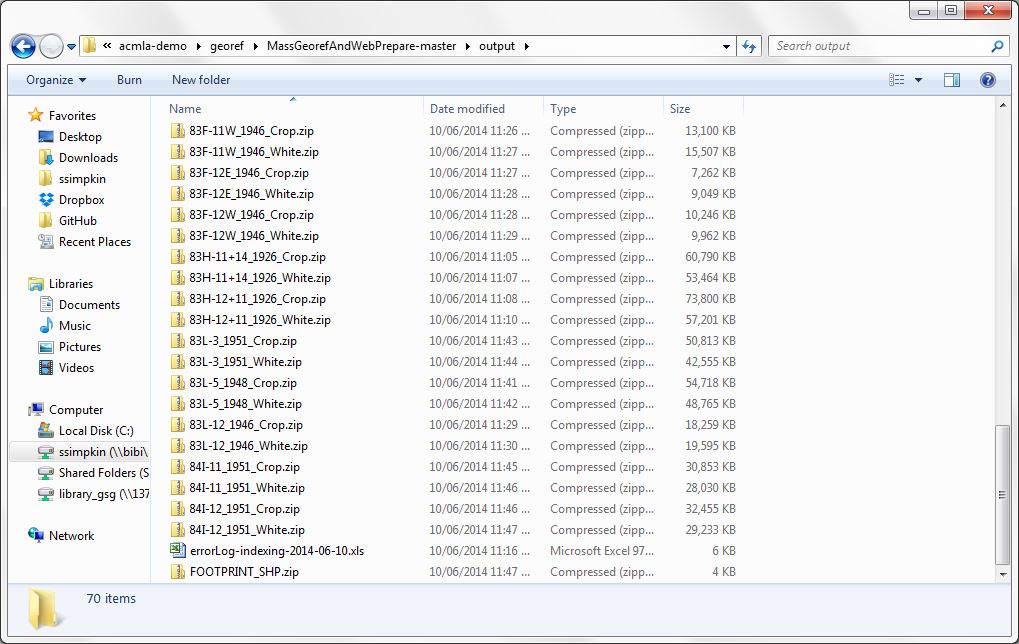 « acmla-demo georef MassGeorefAndWebPrepare-master output Search output
Organize Burn New folder
Name Date modified Type Size
Favorites
Desktop
Downloads
ssimpkin
Dropbox
GitHub
Recent Places
Libraries
Documents
Music
Pictures
Videos
Computer
Local Disk (C:)
ssimpkin (\\bibi\
Shared Folders (S
library_gsg (\\137
Network
83F-11W_1946_Crop.zip 10/06/2014 11:26 ... Compressed (zipp... 13,100 KB
83F-11W_1946_White.zip 10/06/2014 11:27 ... Compressed (zipp... 15,507 KB
83F-12E_1946_Crop.zip 10/06/2014 11:27 ... Compressed (zipp... 7,262 KB
83F-12E_1946_White.zip 10/06/2014 11:28 ... Compressed (zipp... 9,049 KB
83F-12W_1946_Crop.zip 10/06/2014 11:28 ... Compressed (zipp... 10,246 KB
83F-12W_1946_White.zip 10/06/2014 11:29 ... Compressed (zipp... 9,962 KB
83H-11+14_1926_Crop.zip 10/06/2014 11:05 ... Compressed (zipp... 60,790 KB
83H-11+14_1926_White.zip 10/06/2014 11:07 ... Compressed (zipp... 53,464 KB
83H-12+11_1926_Crop.zip 10/06/2014 11:08 ... Compressed (zipp... 73,800 KB
83H-12+11_1926_White.zip 10/06/2014 11:10 ... Compressed (zipp... 57,201 KB
83L-3_1951_Crop.zip 10/06/2014 11:43 ... Compressed (zipp... 50,813 KB
83L-3_1951_White.zip 10/06/2014 11:44 ... Compressed (zipp... 42,555 KB
83L-5_1948_Crop.zip 10/06/2014 11:41 ... Compressed (zipp... 54,718 KB
83L-5_1948_White.zip 10/06/2014 11:42 ... Compressed (zipp... 48,765 KB
83L-12_1946_Crop.zip 10/06/2014 11:29 ... Compressed (zipp... 18,259 KB
83L-12_1946_White.zip 10/06/2014 11:30 ... Compressed (zipp... 19,595 KB
84I-11_1951_Crop.zip 10/06/2014 11:45 ... Compressed (zipp... 30,853 KB
84I-11_1951_White.zip 10/06/2014 11:46 ... Compressed (zipp... 28,030 KB
84I-12_1951_Crop.zip 10/06/2014 11:46 ... Compressed (zipp... 32,455 KB
84I-12_1951_White.zip 10/06/2014 11:47 ... Compressed (zipp... 29,233 KB
errorLog-indexing-2014-06-10.xls 10/06/2014 11:16 ... Microsoft Excel 97... 6 KB
FOOTPRINT_SHP.zip 10/06/2014 11:47 ... Compressed (zipp... 4 KB
70 items